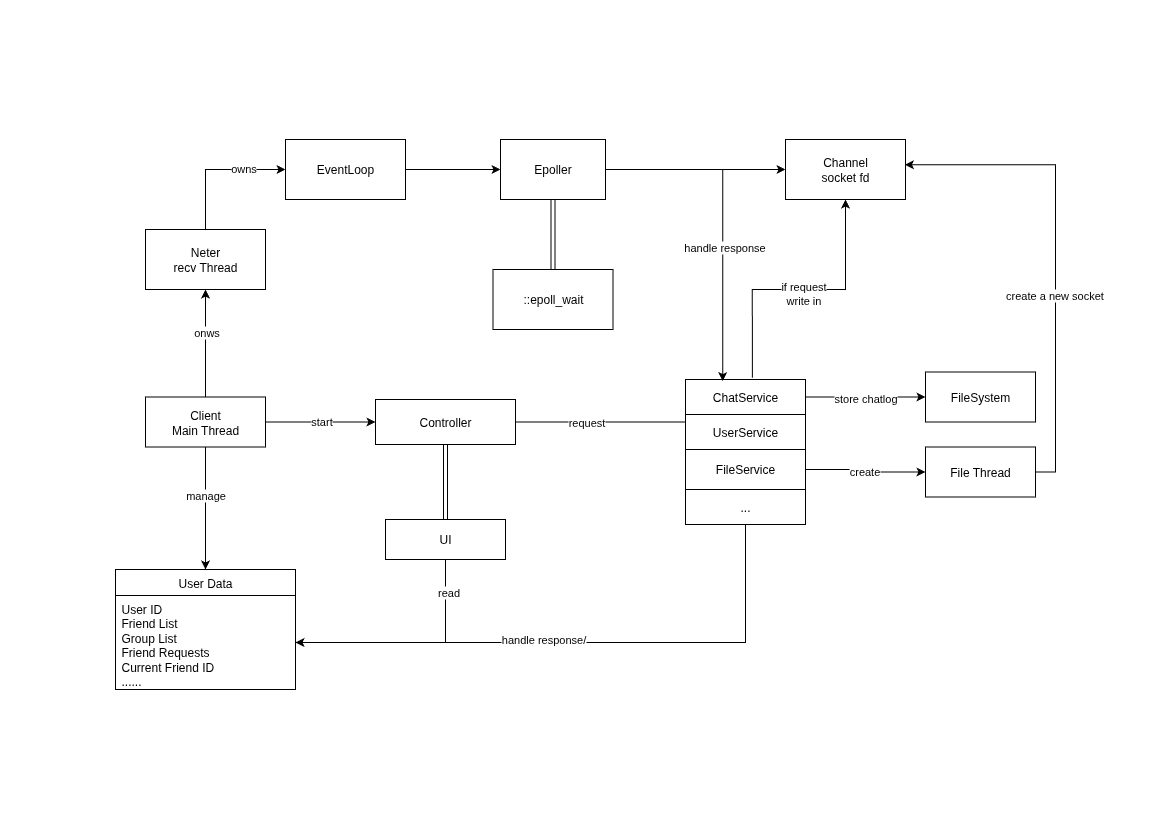 owns
EventLoop
Epoller
Channel
socket fd
Neter
recv Thread
handle response
::epoll_wait
if request
write in
create a new socket
onws
Client
Main Thread
start
Controller
request
ChatService
UserService
FileService
...
store chatlog
FileSystem
create
File Thread
manage
UI
read
User Data
User ID
Friend List
Group List
Friend Requests
Current Friend ID
......
handle response/